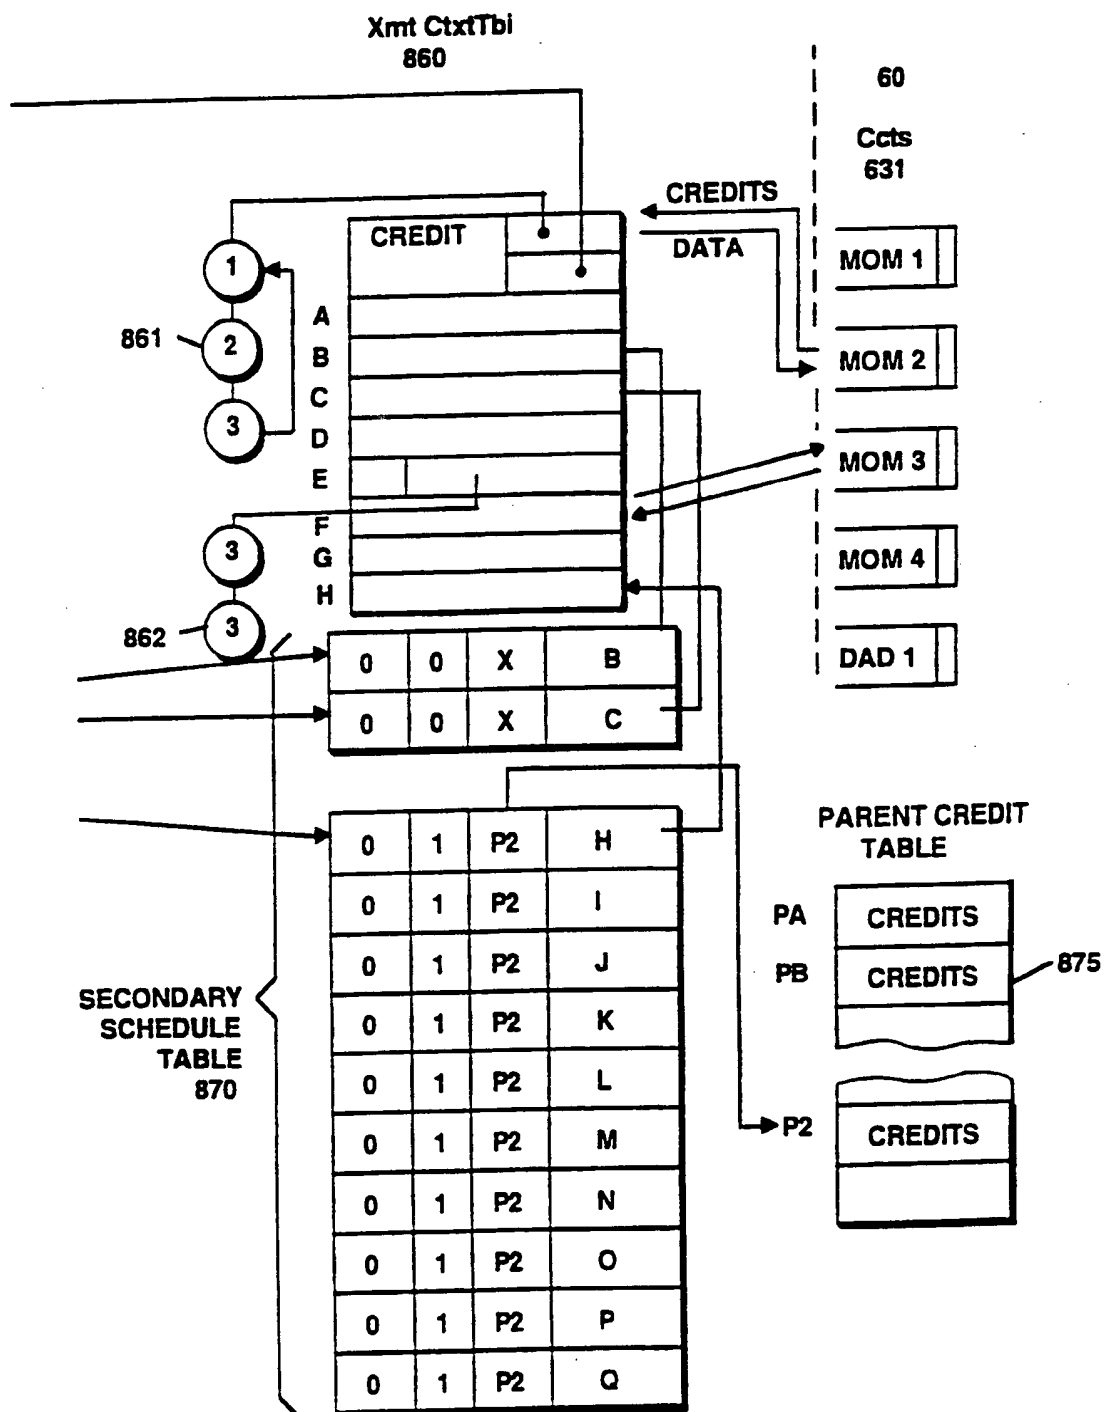 Xmt CtxtTbl
860
60
Ccts
631
CREDITS
DATA
CREDIT
MOM 1
MOM 2
MOM 3
MOM 4
DAD 1
1
2
3
861
A
B
C
D
E
F
G
H
3
3
862
0 0 X B
0 0 X C
0 1 P2 H
0 1 P2 I
0 1 P2 J
0 1 P2 K
0 1 P2 L
0 1 P2 M
0 1 P2 N
0 1 P2 O
0 1 P2 P
0 1 P2 Q
SECONDARY
SCHEDULE
TABLE
870
PARENT CREDIT
TABLE
PA CREDITS
PB CREDITS
875
P2 CREDITS